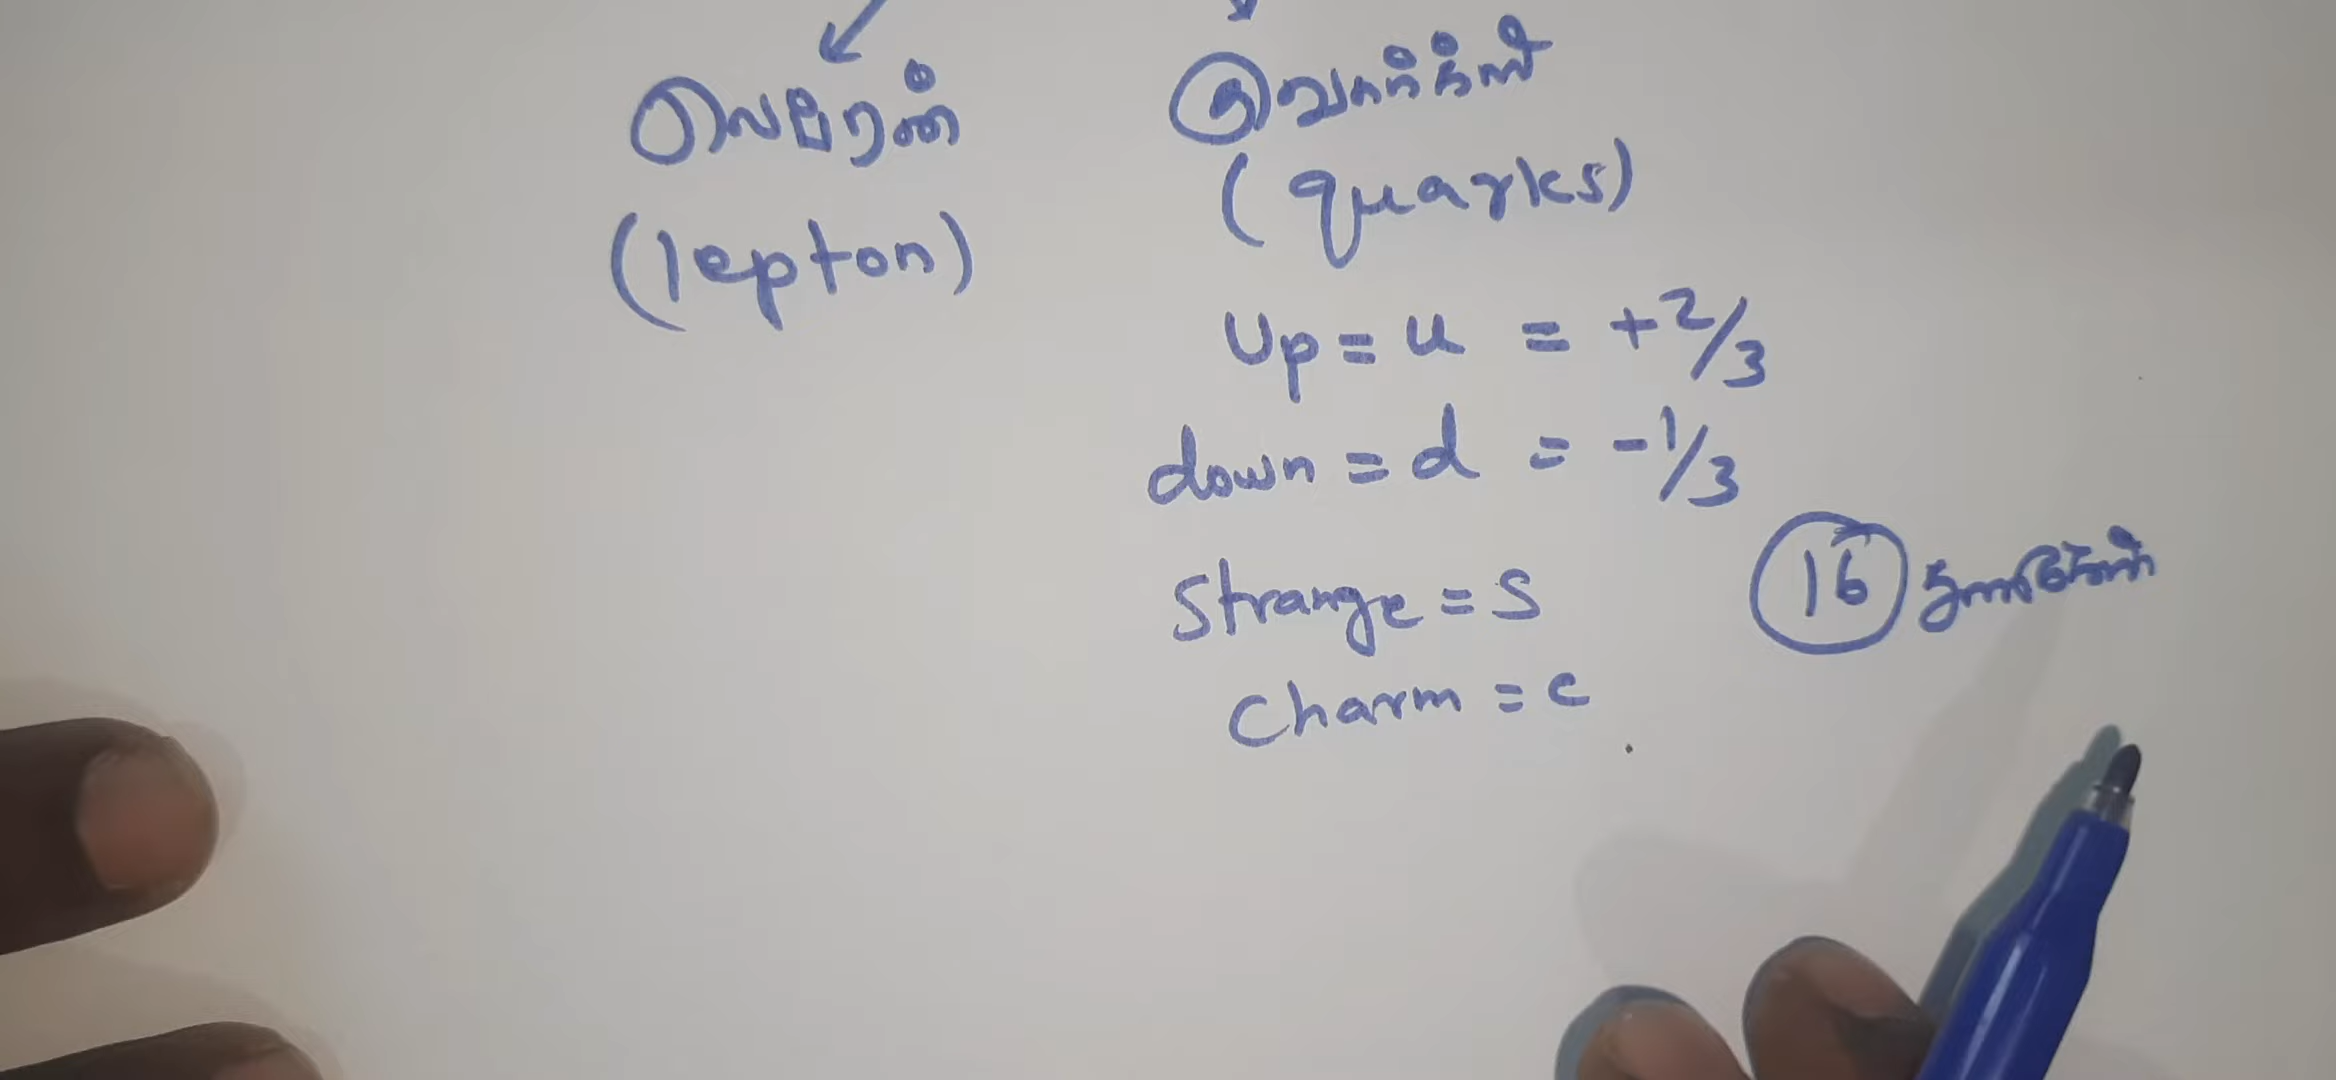 லெப்டான்
(lepton)
குவார்க்ஸ்
(quarks)
Up = u = +2/3
down = d = -1/3
Strange = s
Charm = c
16